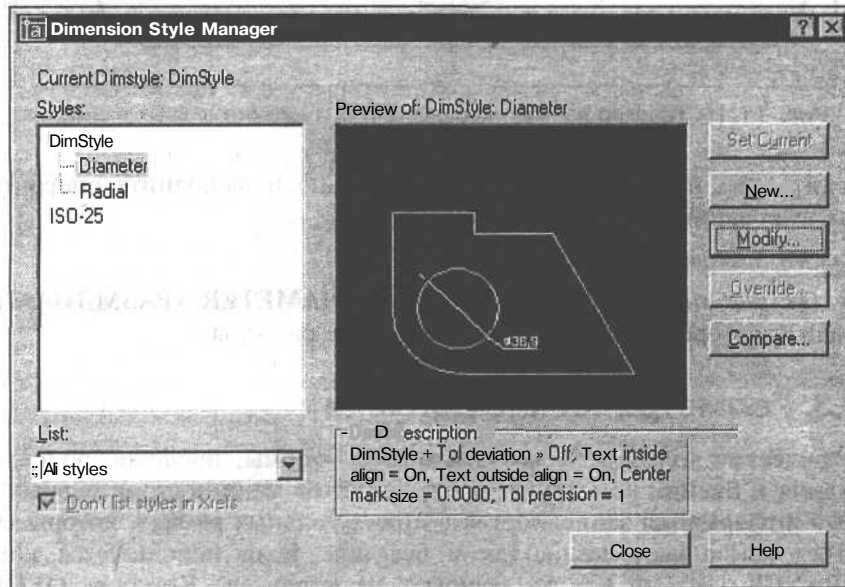 Dimension Style Manager
Current Dimstyle: DimStyle
Styles:
DimStyle
Diameter
Radial
ISO-25
Preview of: DimStyle: Diameter
ø36,9
Set Current
New...
Modify...
Override...
Compare...
List:
All styles
Don't list styles in Xrefs
- D escription
DimStyle + Tol deviation » Off, Text inside
align = On, Text outside align = On, Center
mark size = 0.0000, Tol precision = 1
Close
Help